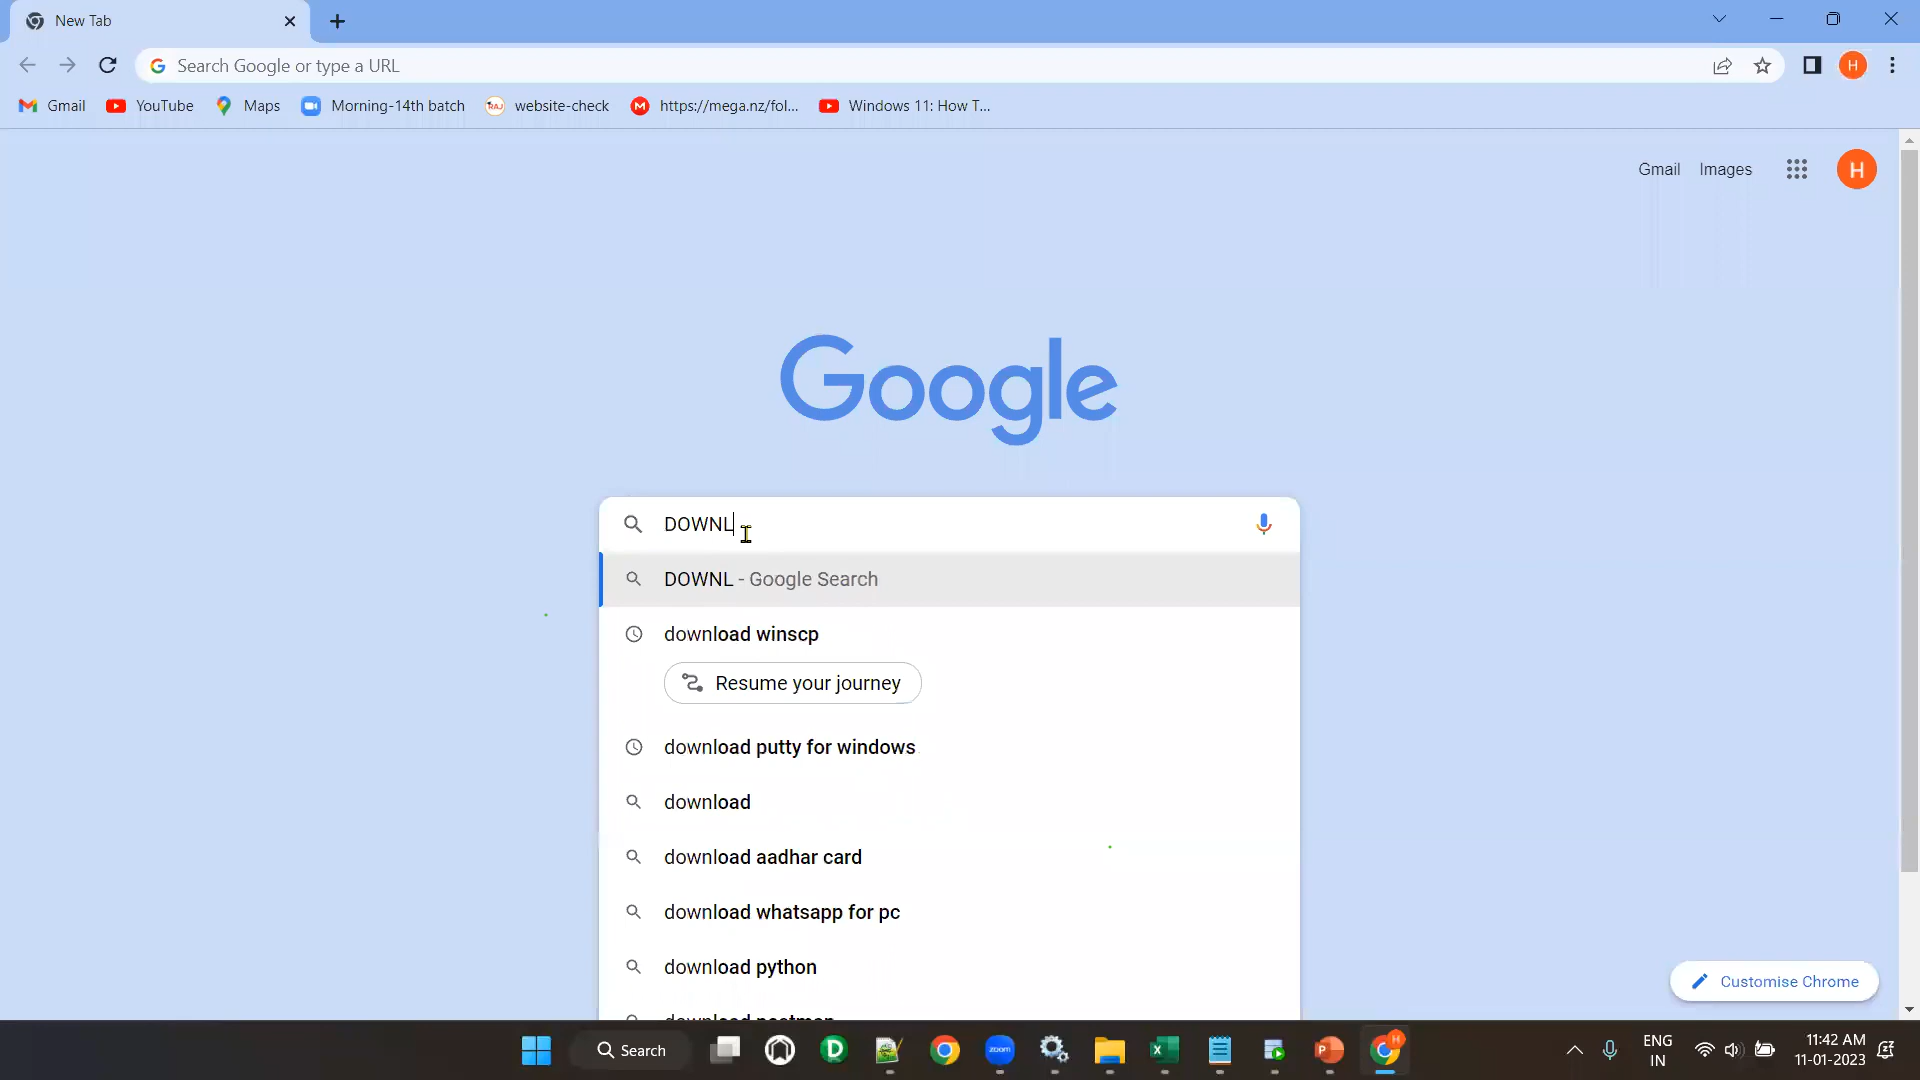 New Tab
Search Google or type a URL
Gmail
YouTube
Maps
Morning-14th batch
website-check
https://mega.nz/fol...
Windows 11: How T...
H
Gmail
Images
H
Google
DOWNL
DOWNL - Google Search
download winscp
Resume your journey
download putty for windows
download
download aadhar card
download whatsapp for pc
download python
download postman
Customise Chrome
Search
zoom
ENG
IN
11:42 AM
11-01-2023